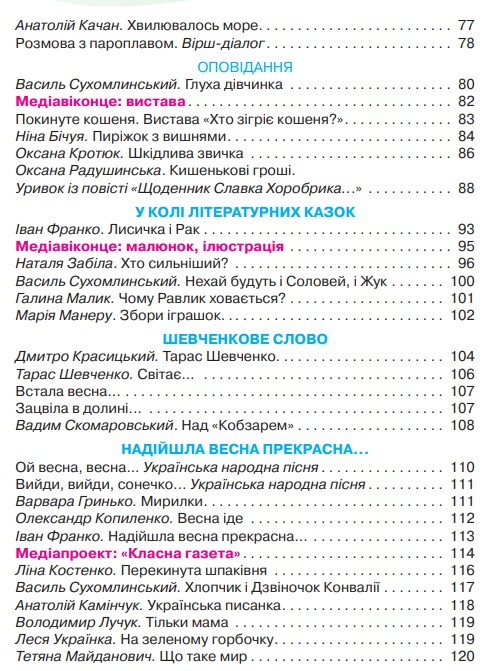 Анатолій Качан. Хвилювалось море. . . . . . . . . . . . . . . . . . . . . . . . 77
Розмова з пароплавом. Вірш-діалог . . . . . . . . . . . . . . . . . . . . . . . 78
ОПОВІДАННЯ
Василь Сухомлинський. Глуха дівчинка . . . . . . . . . . . . . . . . . . . . 80
Медіавіконце: вистава . . . . . . . . . . . . . . . . . . . . . . . . . . . . . . 82
Покинуте кошеня. Вистава «Хто зігріє кошеня?». . . . . . . . . . . . . 83
Ніна Бічуя. Пиріжок з вишнями. . . . . . . . . . . . . . . . . . . . . . . . . . 84
Оксана Кротюк. Шкідлива звичка . . . . . . . . . . . . . . . . . . . . . . . . 86
Оксана Радушинська. Кишенькові гроші.
Уривок із повісті «Щоденник Славка Хоробрика...» . . . . . . . . . . . 88
У КОЛІ ЛІТЕРАТУРНИХ КАЗОК
Іван Франко. Лисичка і Рак . . . . . . . . . . . . . . . . . . . . . . . . . . . . . 93
Медіавіконце: малюнок, ілюстрація . . . . . . . . . . . . . . . . . . . . . 95
Наталя Забіла. Хто сильніший? . . . . . . . . . . . . . . . . . . . . . . . . . 96
Василь Сухомлинський. Нехай будуть і Соловей, і Жук . . . . . . . . 100
Галина Малик. Чому Равлик ховається? . . . . . . . . . . . . . . . . . . . 101
Марія Манеру. Збори іграшок. . . . . . . . . . . . . . . . . . . . . . . . . . . 102
ШЕВЧЕНКОВЕ СЛОВО
Дмитро Красицький. Тарас Шевченко. . . . . . . . . . . . . . . . . . . . . 104
Тарас Шевченко. Світає... . . . . . . . . . . . . . . . . . . . . . . . . . . . . . 106
Встала весна... . . . . . . . . . . . . . . . . . . . . . . . . . . . . . . . . . . . . 107
Зацвіла в долині... . . . . . . . . . . . . . . . . . . . . . . . . . . . . . . . . . . 107
Вадим Скомаровський. Над «Кобзарем» . . . . . . . . . . . . . . . . . . . 108
НАДІЙШЛА ВЕСНА ПРЕКРАСНА...
Ой весна, весна... Українська народна пісня . . . . . . . . . . . . . . . . 110
Вийди, вийди, сонечко... Українська народна пісня . . . . . . . . . . . 111
Варвара Гринько. Мирилки. . . . . . . . . . . . . . . . . . . . . . . . . . . . . 111
Олександр Копиленко. Весна іде . . . . . . . . . . . . . . . . . . . . . . . . 112
Іван Франко. Надійшла весна прекрасна... . . . . . . . . . . . . . . . . . 113
Медіапроект: «Класна газета» . . . . . . . . . . . . . . . . . . . . . . . . . 114
Ліна Костенко. Перекинута шпаківня . . . . . . . . . . . . . . . . . . . . . 116
Василь Сухомлинський. Хлопчик і Дзвіночок Конвалії . . . . . . . . . 117
Анатолій Камінчук. Українська писанка. . . . . . . . . . . . . . . . . . . . 118
Володимир Лучук. Тільки мама . . . . . . . . . . . . . . . . . . . . . . . . . 119
Леся Українка. На зеленому горбочку. . . . . . . . . . . . . . . . . . . . . 119
Тетяна Майданович. Що таке мир . . . . . . . . . . . . . . . . . . . . . . . 120